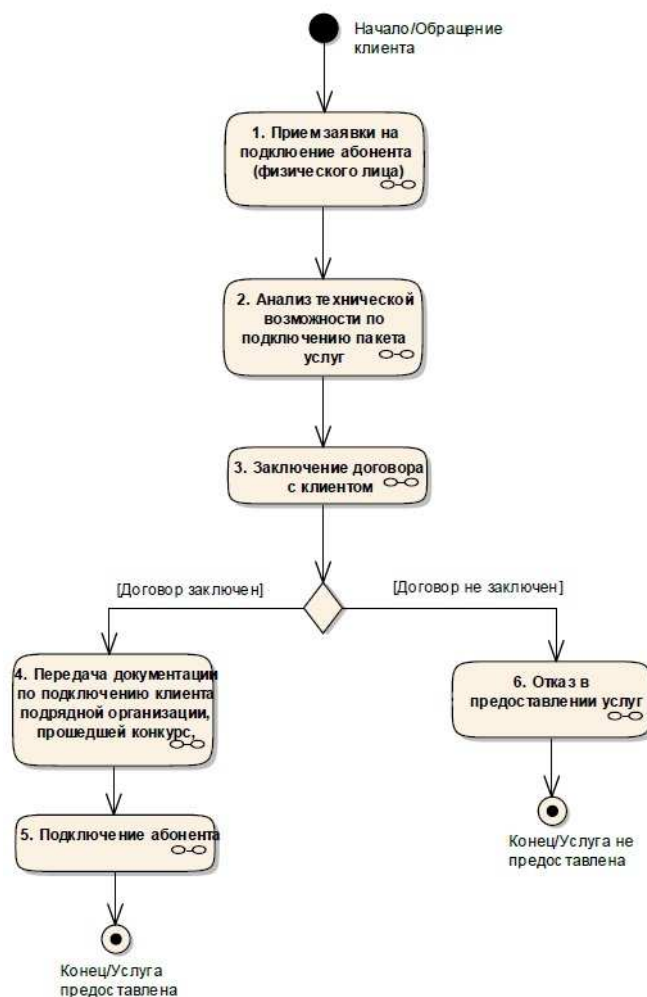 Начало/Обращение
клиента
1. Прием заявки на
подклюение абонента
(физического лица)
2. Анализ технической
возможности по
подключению пакета
услуг
3. Заключение договора
с клиентом
[Договор заключен]
[Договор не заключен]
4. Передача документации
по подключению клиента
подрядной организации,
прошедшей конкурс,
6. Отказ в
предоставлении услуг
5. Подключение абонента
Конец/Услуга не
предоставлена
Конец/Услуга
предоставлена